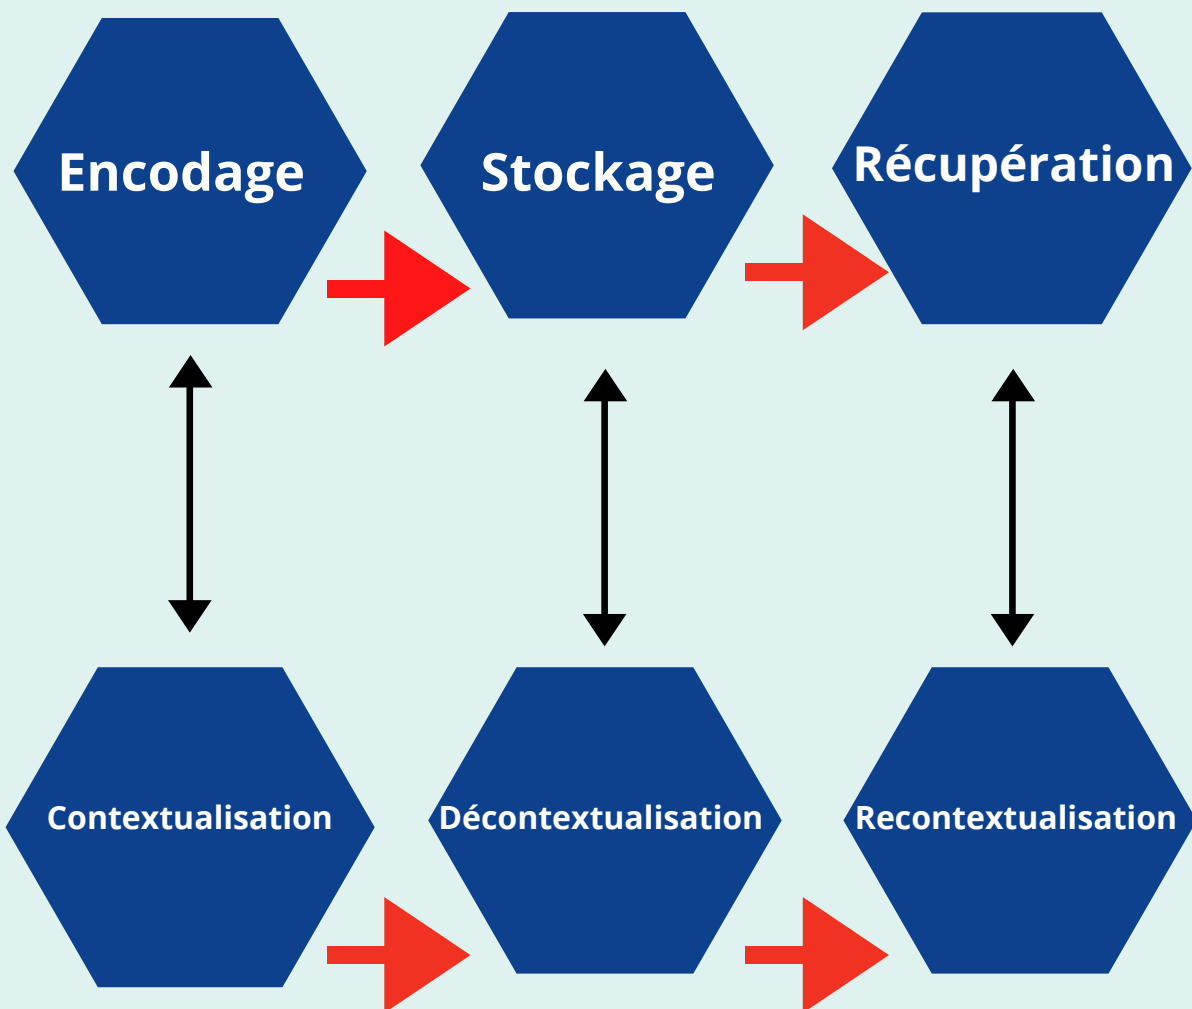 Encodage
Stockage
Récupération
Contextualisation
Décontextualisation
Recontextualisation